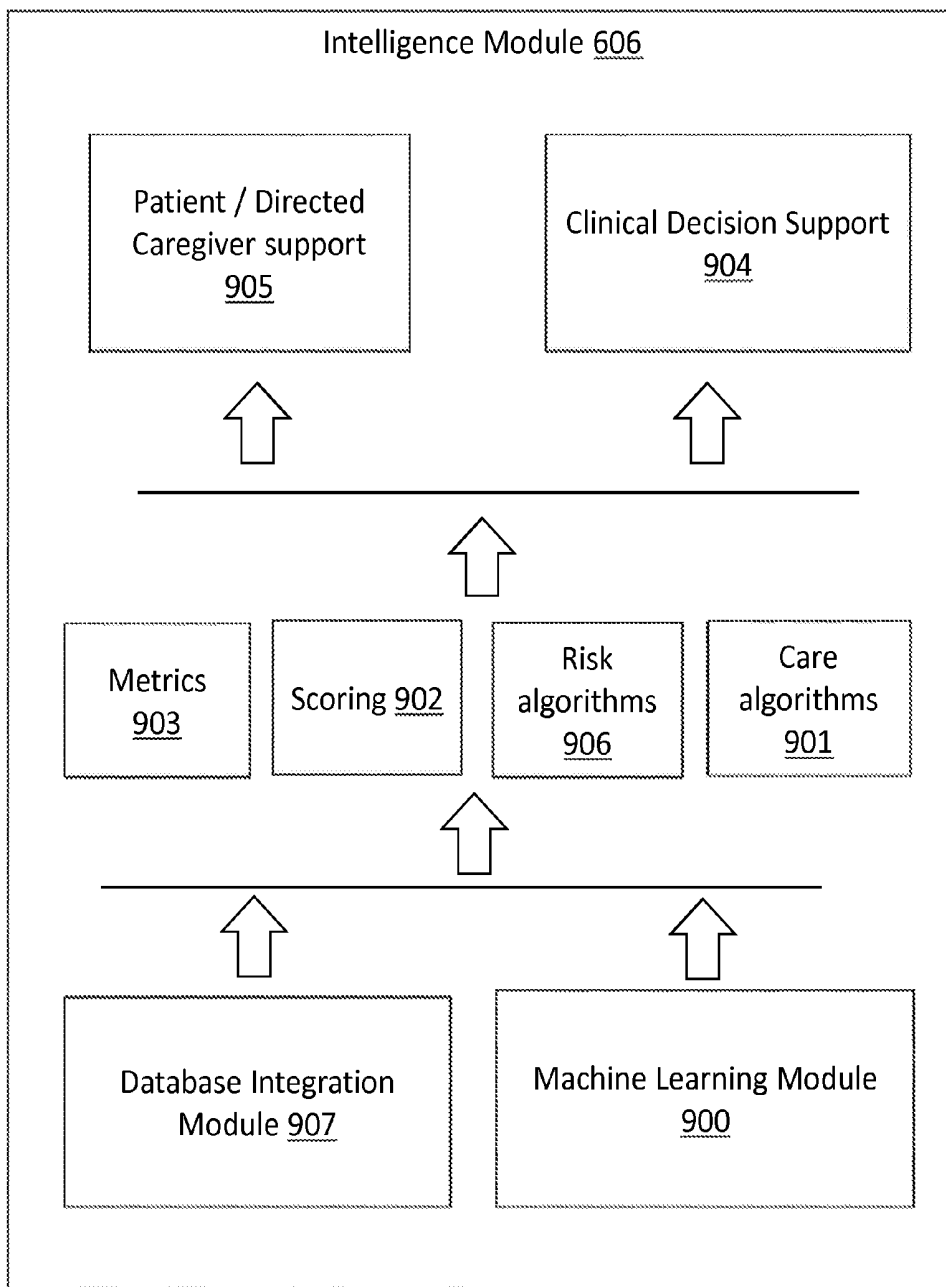 Intelligence Module 606
Patient / Directed
Caregiver support
905
Clinical Decision Support
904
Metrics
903
Scoring 902
Risk
algorithms
906
Care
algorithms
901
Database Integration
Module 907
Machine Learning Module
900